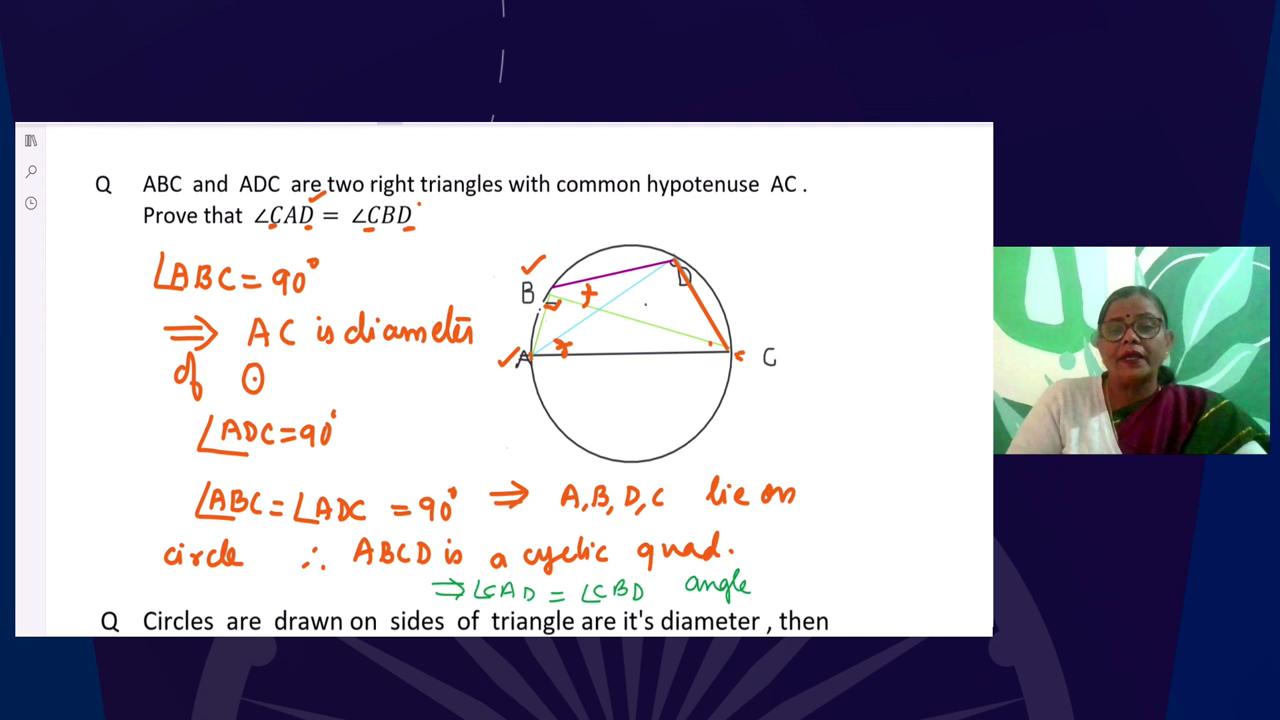 Q ABC and ADC are two right triangles with common hypotenuse AC .
Prove that ∠CAD = ∠CBD
∠ABC = 90°
⇒ AC is diameter
of ⊙
∠ADC = 90°
∠ABC = ∠ADC = 90° ⇒ A, B, D, C lie on
circle ∴ ABCD is a cyclic quad.
⇒ ∠CAD = ∠CBD angle
B
D
A
C
Q Circles are drawn on sides of triangle are it's diameter , then